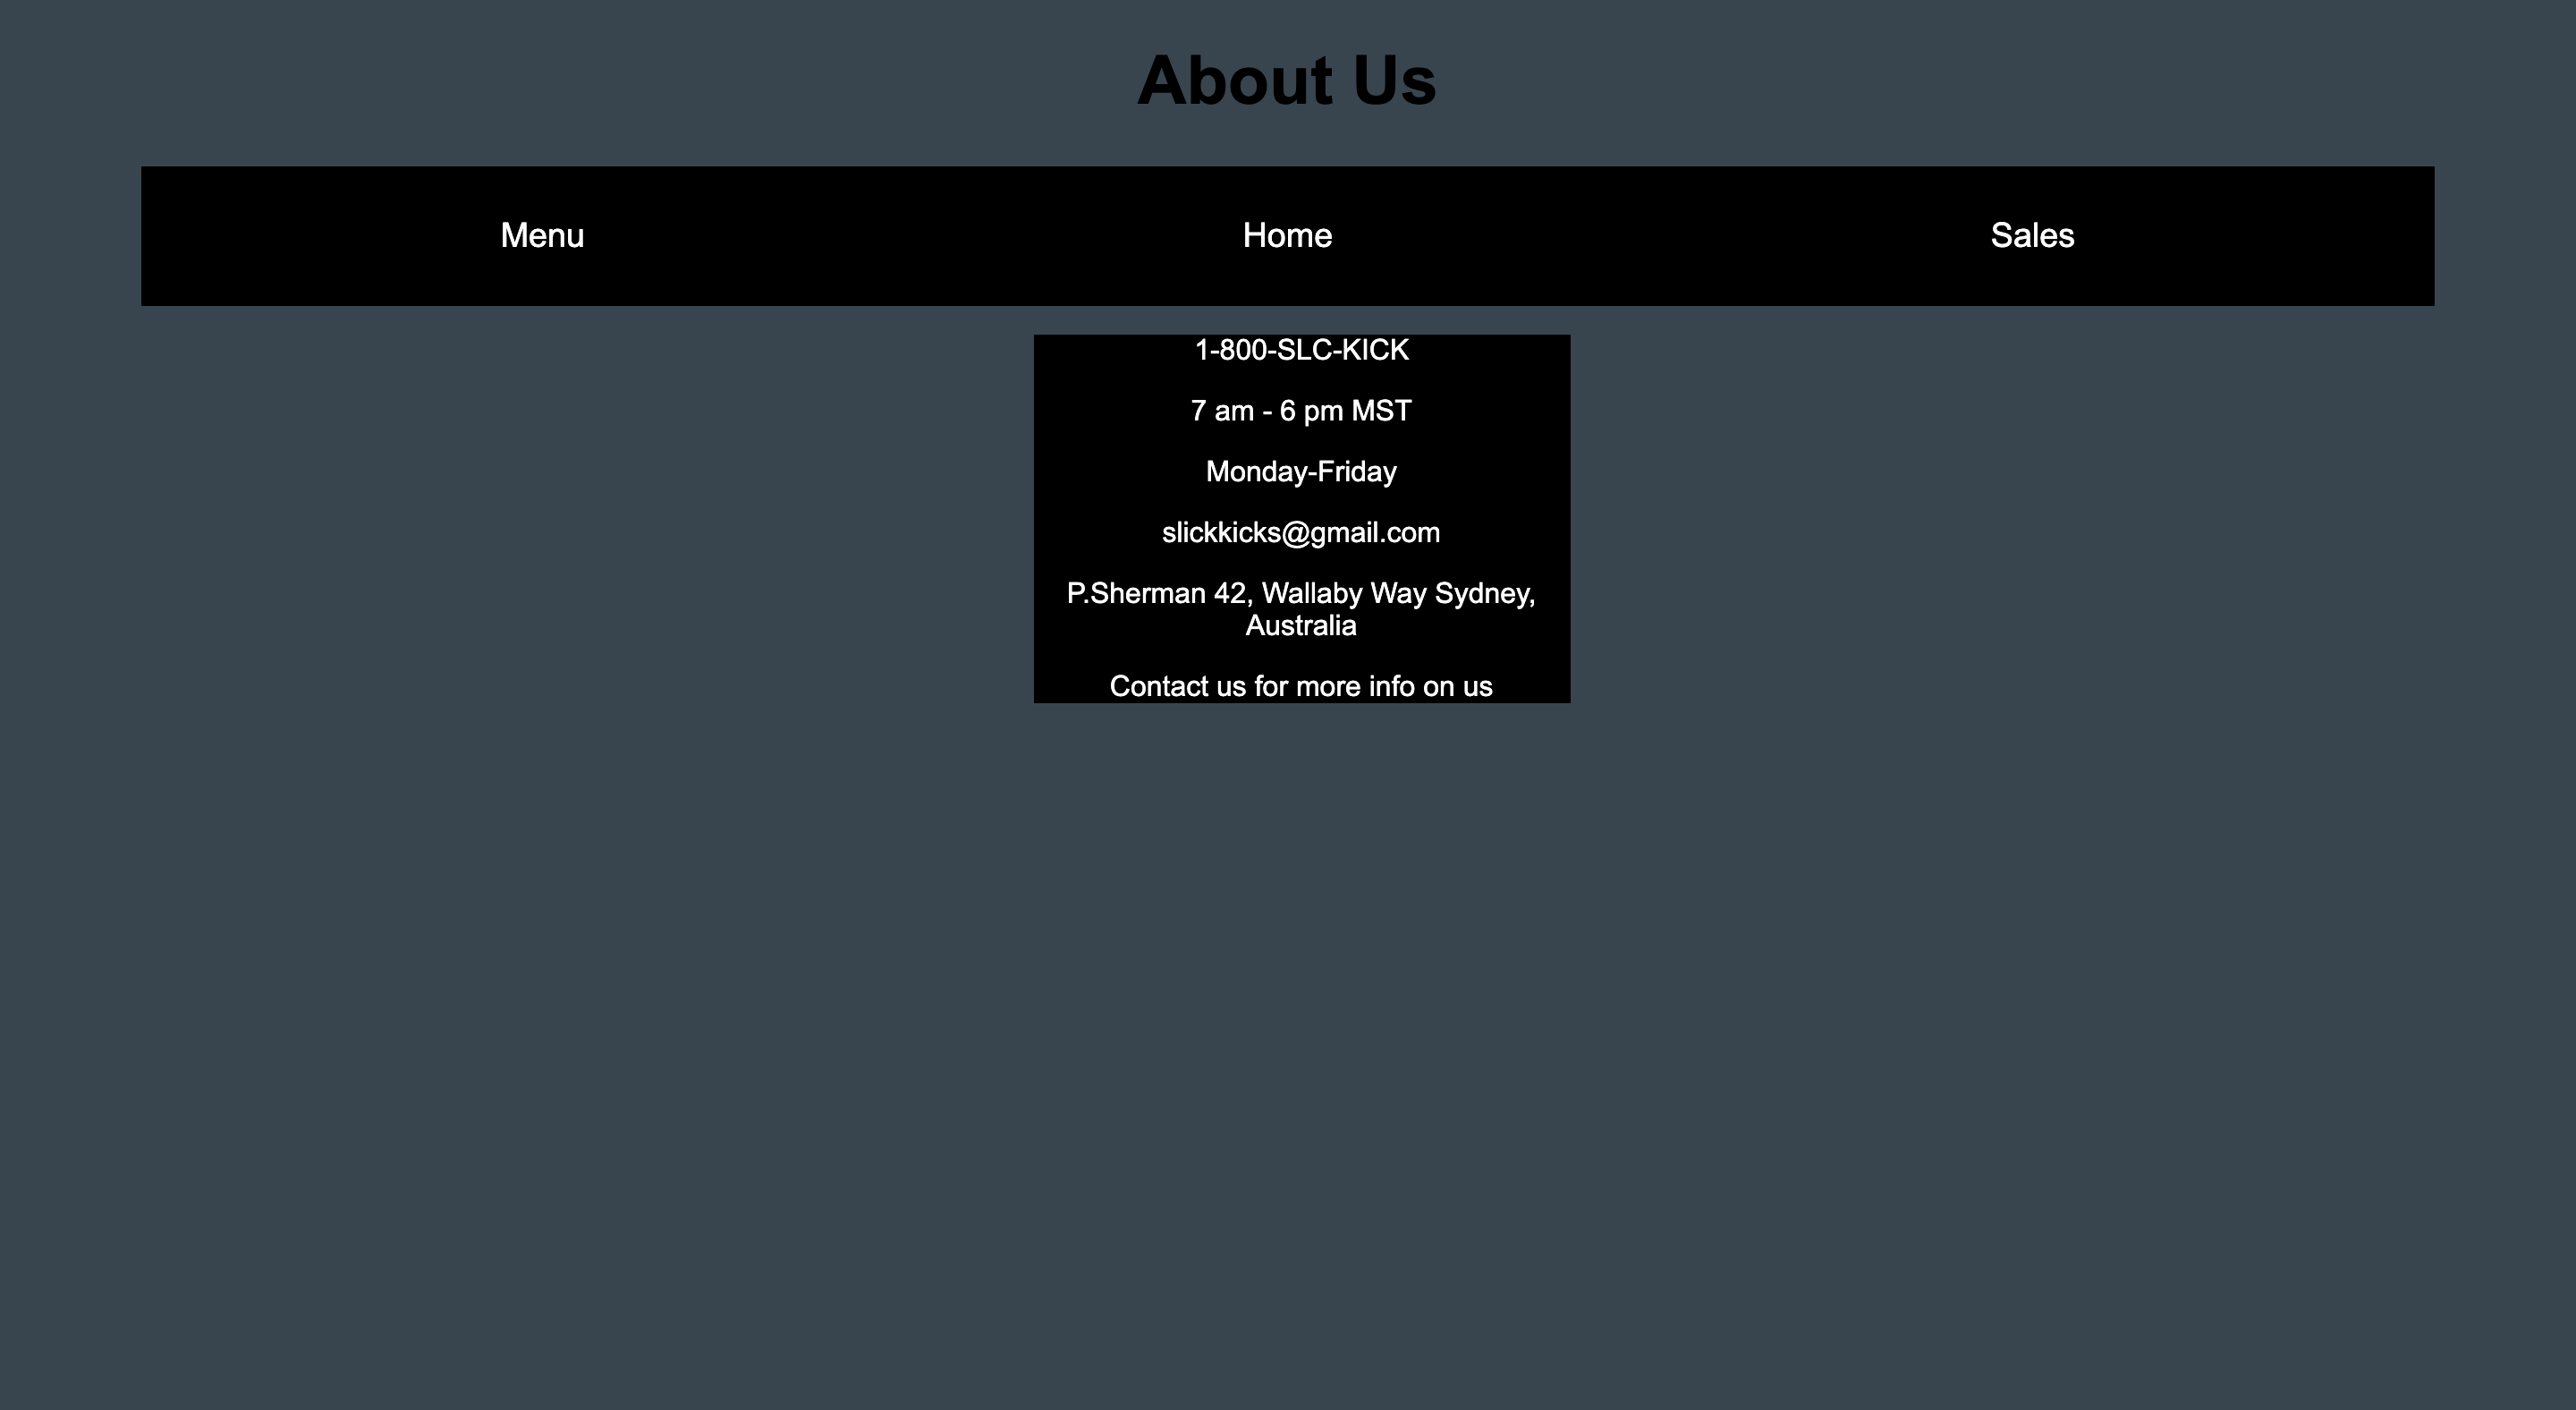 About Us
Menu
Home
Sales
1-800-SLC-KICK
7 am - 6 pm MST
Monday-Friday
slickkicks@gmail.com
P.Sherman 42, Wallaby Way Sydney,
Australia
Contact us for more info on us